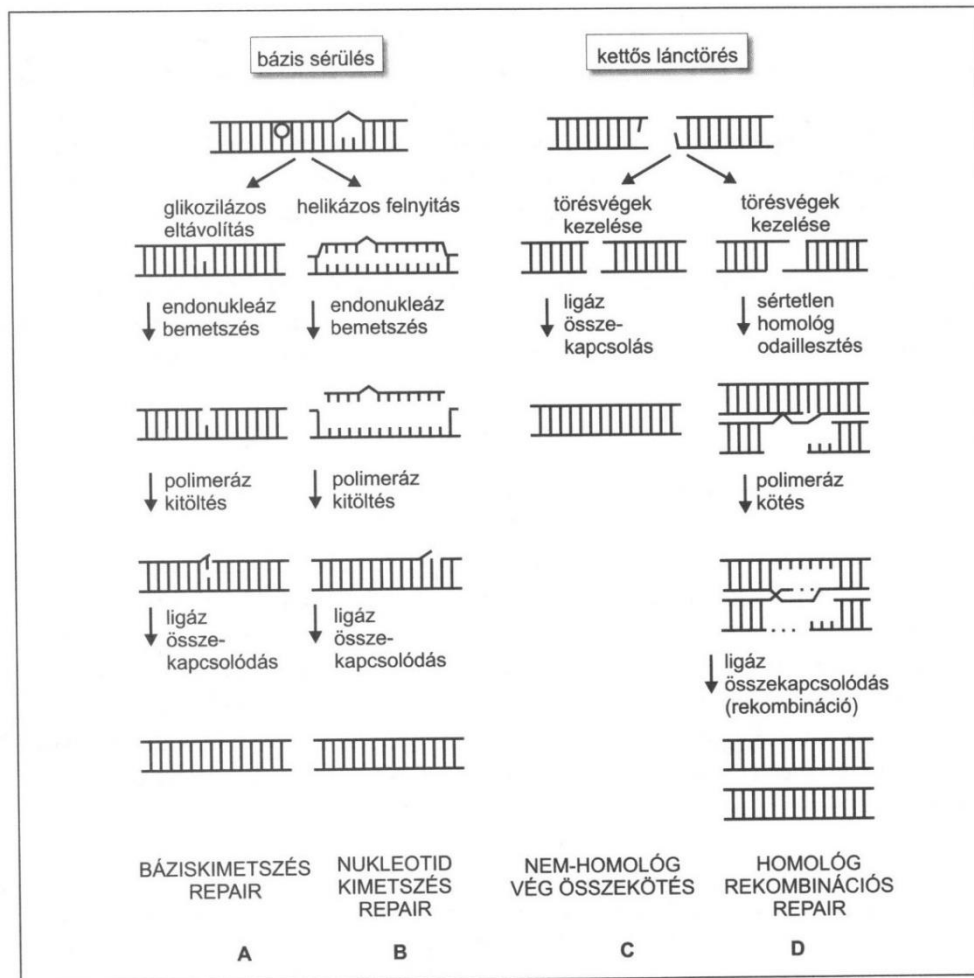 bázis sérülés
kettős lánctörés
glikozilázos
eltávolítás
helikázos felnyitás
törésvégek
kezelése
törésvégek
kezelése
endonukleáz
bemetszés
endonukleáz
bemetszés
ligáz
össze-
kapcsolás
sértetlen
homológ
odaillesztés
polimeráz
kitöltés
polimeráz
kitöltés
polimeráz
kötés
ligáz
össze-
kapcsolódás
ligáz
össze-
kapcsolódás
ligáz
összekapcsolódás
(rekombináció)
BÁZISKIMETSZÉS
REPAIR
NUKLEOTID
KIMETSZÉS
REPAIR
NEM-HOMOLÓG
VÉG ÖSSZEKÖTÉS
HOMOLÓG
REKOMBINÁCIÓS
REPAIR
A
B
C
D